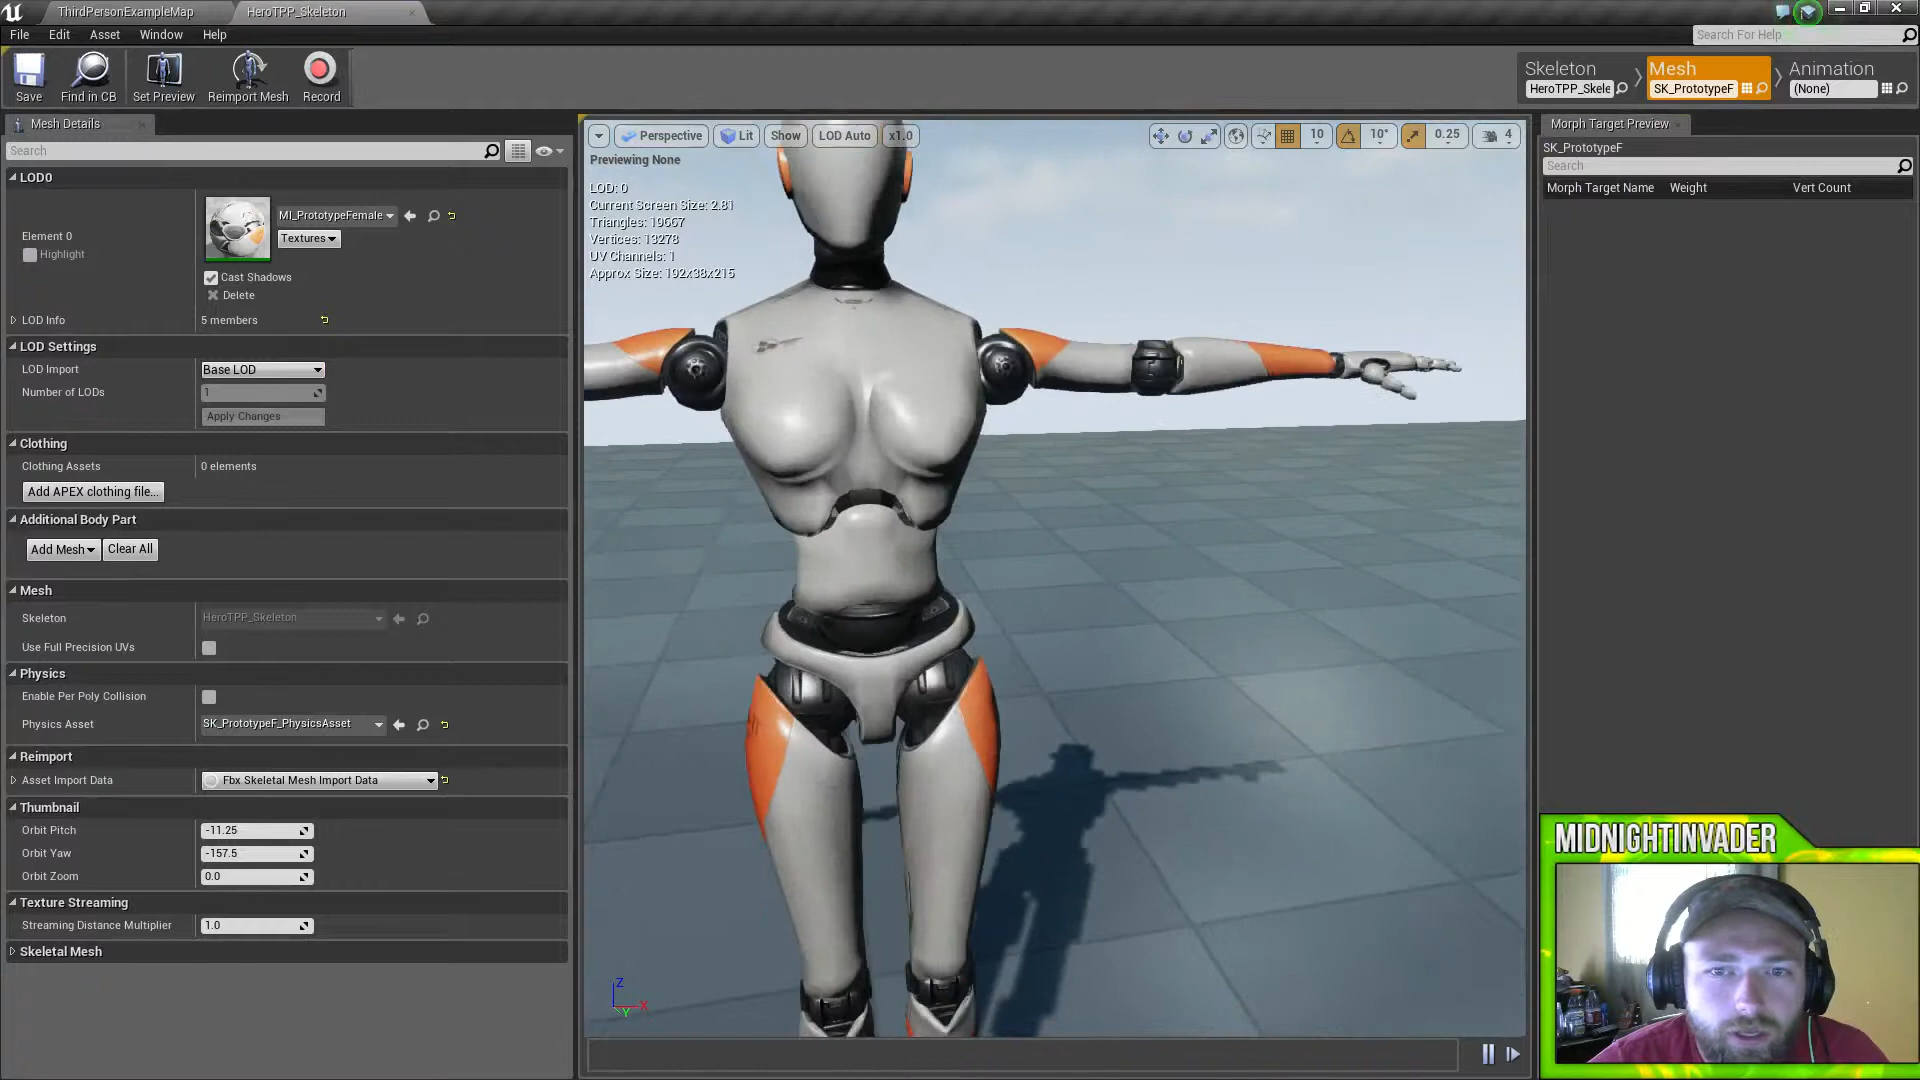 ThirdPersonExampleMap
HeroTPP_Skeleton
File Edit Asset Window Help
Search For Help
Save
Find in CB
Set Preview
Reimport Mesh
Record
Skeleton
HeroTPP_Skele
Mesh
SK_PrototypeF
Animation
(None)
Mesh Details
Search
LOD0
Element 0
Highlight
MI_PrototypeFemale
Textures
Cast Shadows
Delete
LOD Info 5 members
LOD Settings
LOD Import Base LOD
Number of LODs 1
Apply Changes
Clothing
Clothing Assets 0 elements
Add APEX clothing file...
Additional Body Part
Add Mesh Clear All
Mesh
Skeleton HeroTPP_Skeleton
Use Full Precision UVs
Physics
Enable Per Poly Collision
Physics Asset SK_PrototypeF_PhysicsAsset
Reimport
Asset Import Data Fbx Skeletal Mesh Import Data
Thumbnail
Orbit Pitch -11.25
Orbit Yaw -157.5
Orbit Zoom 0.0
Texture Streaming
Streaming Distance Multiplier 1.0
Skeletal Mesh
Perspective Lit Show LOD Auto x1.0
10 10° 0.25 4
Previewing None
LOD: 0
Current Screen Size: 2.81
Triangles: 19667
Vertices: 13278
UV Channels: 1
Approx Size: 192x38x215
Z
X
Y
Morph Target Preview
SK_PrototypeF
Search
Morph Target Name Weight Vert Count
MIDNIGHTINVADER